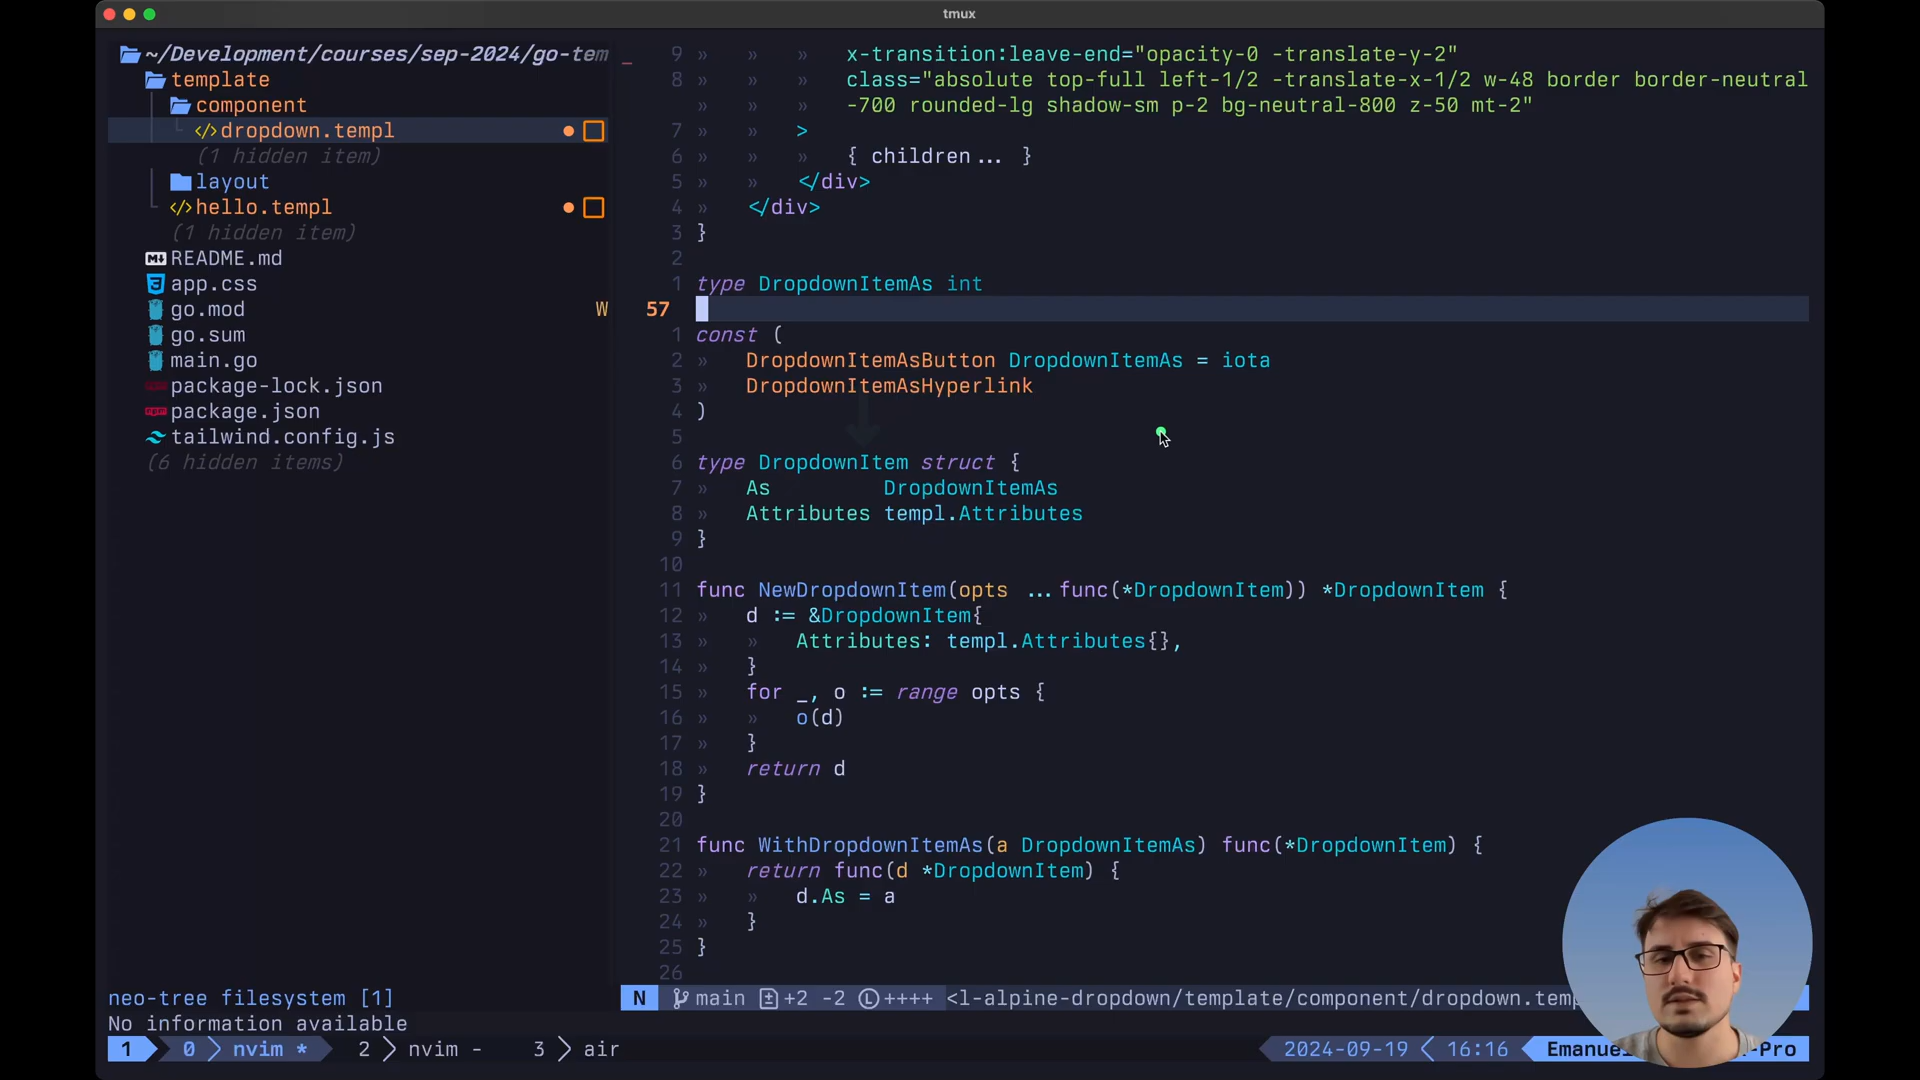 tmux
~/Development/courses/sep-2024/go-tem
template
component
dropdown.templ
(1 hidden item)
layout
hello.templ
(1 hidden item)
README.md
app.css
go.mod W
go.sum
main.go
package-lock.json
package.json
tailwind.config.js
(6 hidden items)
9 » » » x-transition:leave-end="opacity-0 -translate-y-2"
8 » » » class="absolute top-full left-1/2 -translate-x-1/2 w-48 border border-neutral
» » » -700 rounded-lg shadow-sm p-2 bg-neutral-800 z-50 mt-2"
7 » » >
6 » » » { children... }
5 » » </div>
4 » </div>
3 }
2
1 type DropdownItemAs int
57
1 const (
2 » DropdownItemAsButton DropdownItemAs = iota
3 » DropdownItemAsHyperlink
4 )
5
6 type DropdownItem struct {
7 » As DropdownItemAs
8 » Attributes templ.Attributes
9 }
10
11 func NewDropdownItem(opts ...func(*DropdownItem)) *DropdownItem {
12 » d := &DropdownItem{
13 » » Attributes: templ.Attributes{},
14 » }
15 » for _, o := range opts {
16 » » o(d)
17 » }
18 » return d
19 }
20
21 func WithDropdownItemAs(a DropdownItemAs) func(*DropdownItem) {
22 » return func(d *DropdownItem) {
23 » » d.As = a
24 » }
25 }
26
neo-tree filesystem [1]
N main +2 -2 L ++++ <l-alpine-dropdown/template/component/dropdown.tem
No information available
1 0 nvim * 2 nvim - 3 air
2024-09-19 16:16 Emanue -Pro